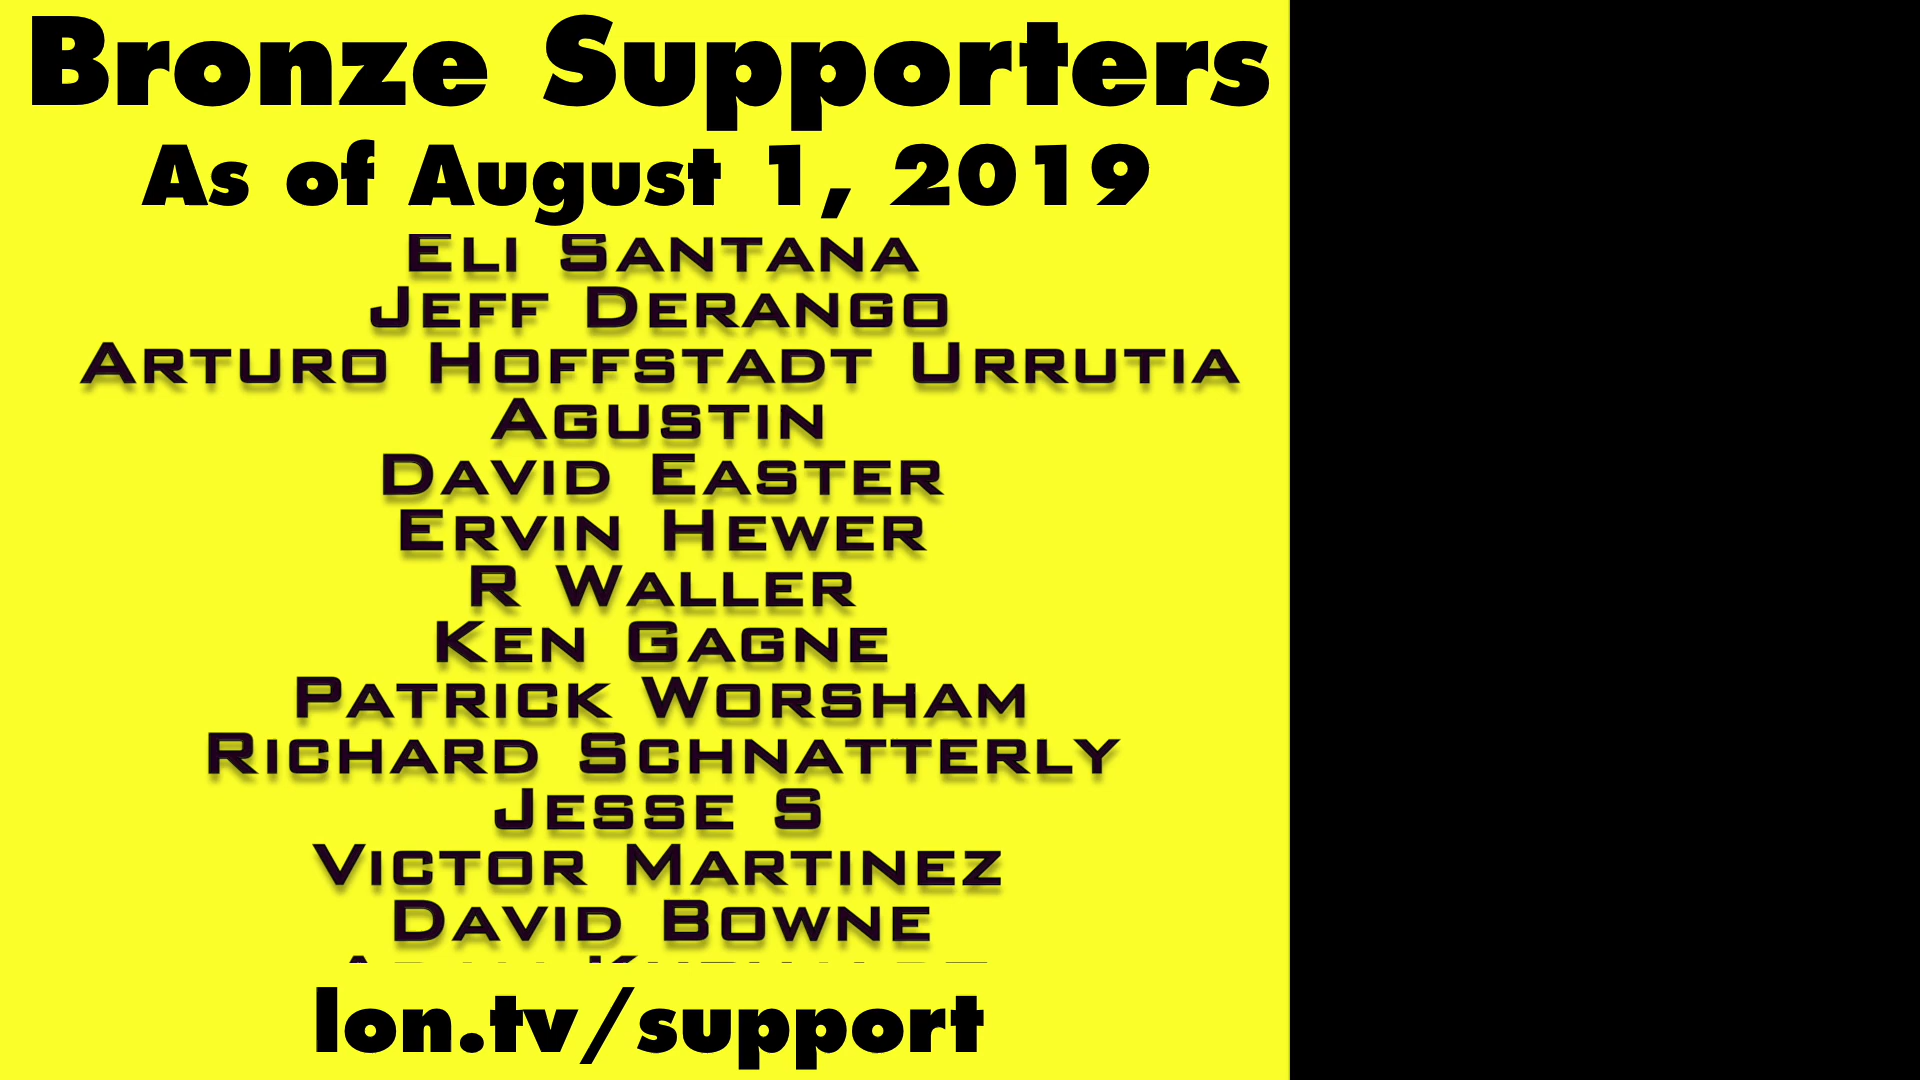 Bronze Supporters
As of August 1, 2019
Eli Santana
Jeff Derango
Arturo Hoffstadt Urrutia
Agustin
David Easter
Ervin Hewer
R Waller
Ken Gagne
Patrick Worsham
Richard Schnatterly
Jesse S
Victor Martinez
David Bowne
lon.tv/support